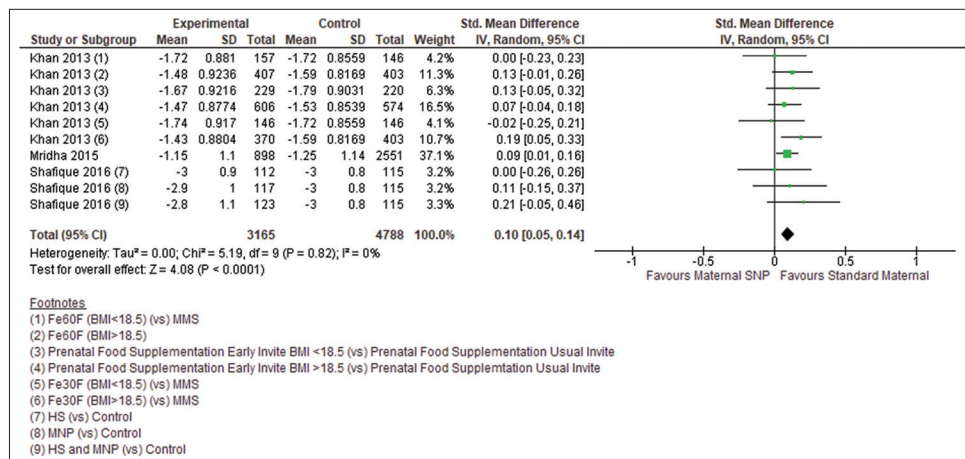 Experimental Control Std. Mean Difference Std. Mean Difference
Study or Subgroup Mean SD Total Mean SD Total Weight IV, Random, 95% CI IV, Random, 95% CI
Khan 2013 (1) -1.72 0.881 157 -1.72 0.8559 146 4.2% 0.00 [-0.23, 0.23]
Khan 2013 (2) -1.48 0.9236 407 -1.59 0.8169 403 11.3% 0.13 [-0.01, 0.26]
Khan 2013 (3) -1.67 0.9216 229 -1.79 0.9031 220 6.3% 0.13 [-0.05, 0.32]
Khan 2013 (4) -1.47 0.8774 606 -1.53 0.8539 574 16.5% 0.07 [-0.04, 0.18]
Khan 2013 (5) -1.74 0.917 146 -1.72 0.8559 146 4.1% -0.02 [-0.25, 0.21]
Khan 2013 (6) -1.43 0.8804 370 -1.59 0.8169 403 10.7% 0.19 [0.05, 0.33]
Mridha 2015 -1.15 1.1 898 -1.25 1.14 2551 37.1% 0.09 [0.01, 0.16]
Shafique 2016 (7) -3 0.9 112 -3 0.8 115 3.2% 0.00 [-0.26, 0.26]
Shafique 2016 (8) -2.9 1 117 -3 0.8 115 3.2% 0.11 [-0.15, 0.37]
Shafique 2016 (9) -2.8 1.1 123 -3 0.8 115 3.3% 0.21 [-0.05, 0.46]
Total (95% CI) 3165 4788 100.0% 0.10 [0.05, 0.14]
Heterogeneity: Tau² = 0.00; Chi² = 5.19, df = 9 (P = 0.82); I² = 0%
Test for overall effect: Z = 4.08 (P < 0.0001)
-1 -0.5 0 0.5 1
Favours Maternal SNP Favours Standard Maternal
Footnotes
(1) Fe60F (BMI<18.5) (vs) MMS
(2) Fe60F (BMI>18.5)
(3) Prenatal Food Supplementation Early Invite BMI <18.5 (vs) Prenatal Food Supplementation Usual Invite
(4) Prenatal Food Supplementation Early Invite BMI >18.5 (vs) Prenatal Food Supplemtation Usual Invite
(5) Fe30F (BMI<18.5) (vs) MMS
(6) Fe30F (BMI>18.5) (vs) MMS
(7) HS (vs) Control
(8) MNP (vs) Control
(9) HS and MNP (vs) Control